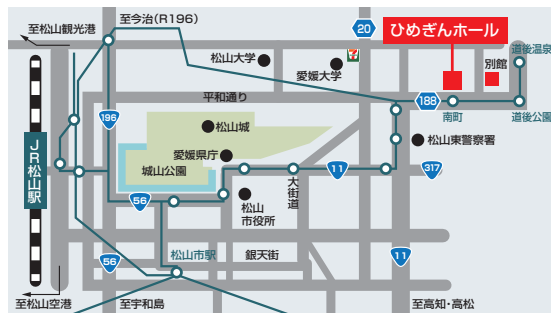 至今治(R196)
至松山観光港
20
ひめぎんホール
松山大学
愛媛大学
7
別館
道後温泉
平和通り
188
南町
道後公園
196
松山城
愛媛県庁
城山公園
松山東警察署
JR松山駅
大街道
11
317
56
松山
市役所
松山市駅
銀天街
56
11
至松山空港
至宇和島
至高知・高松